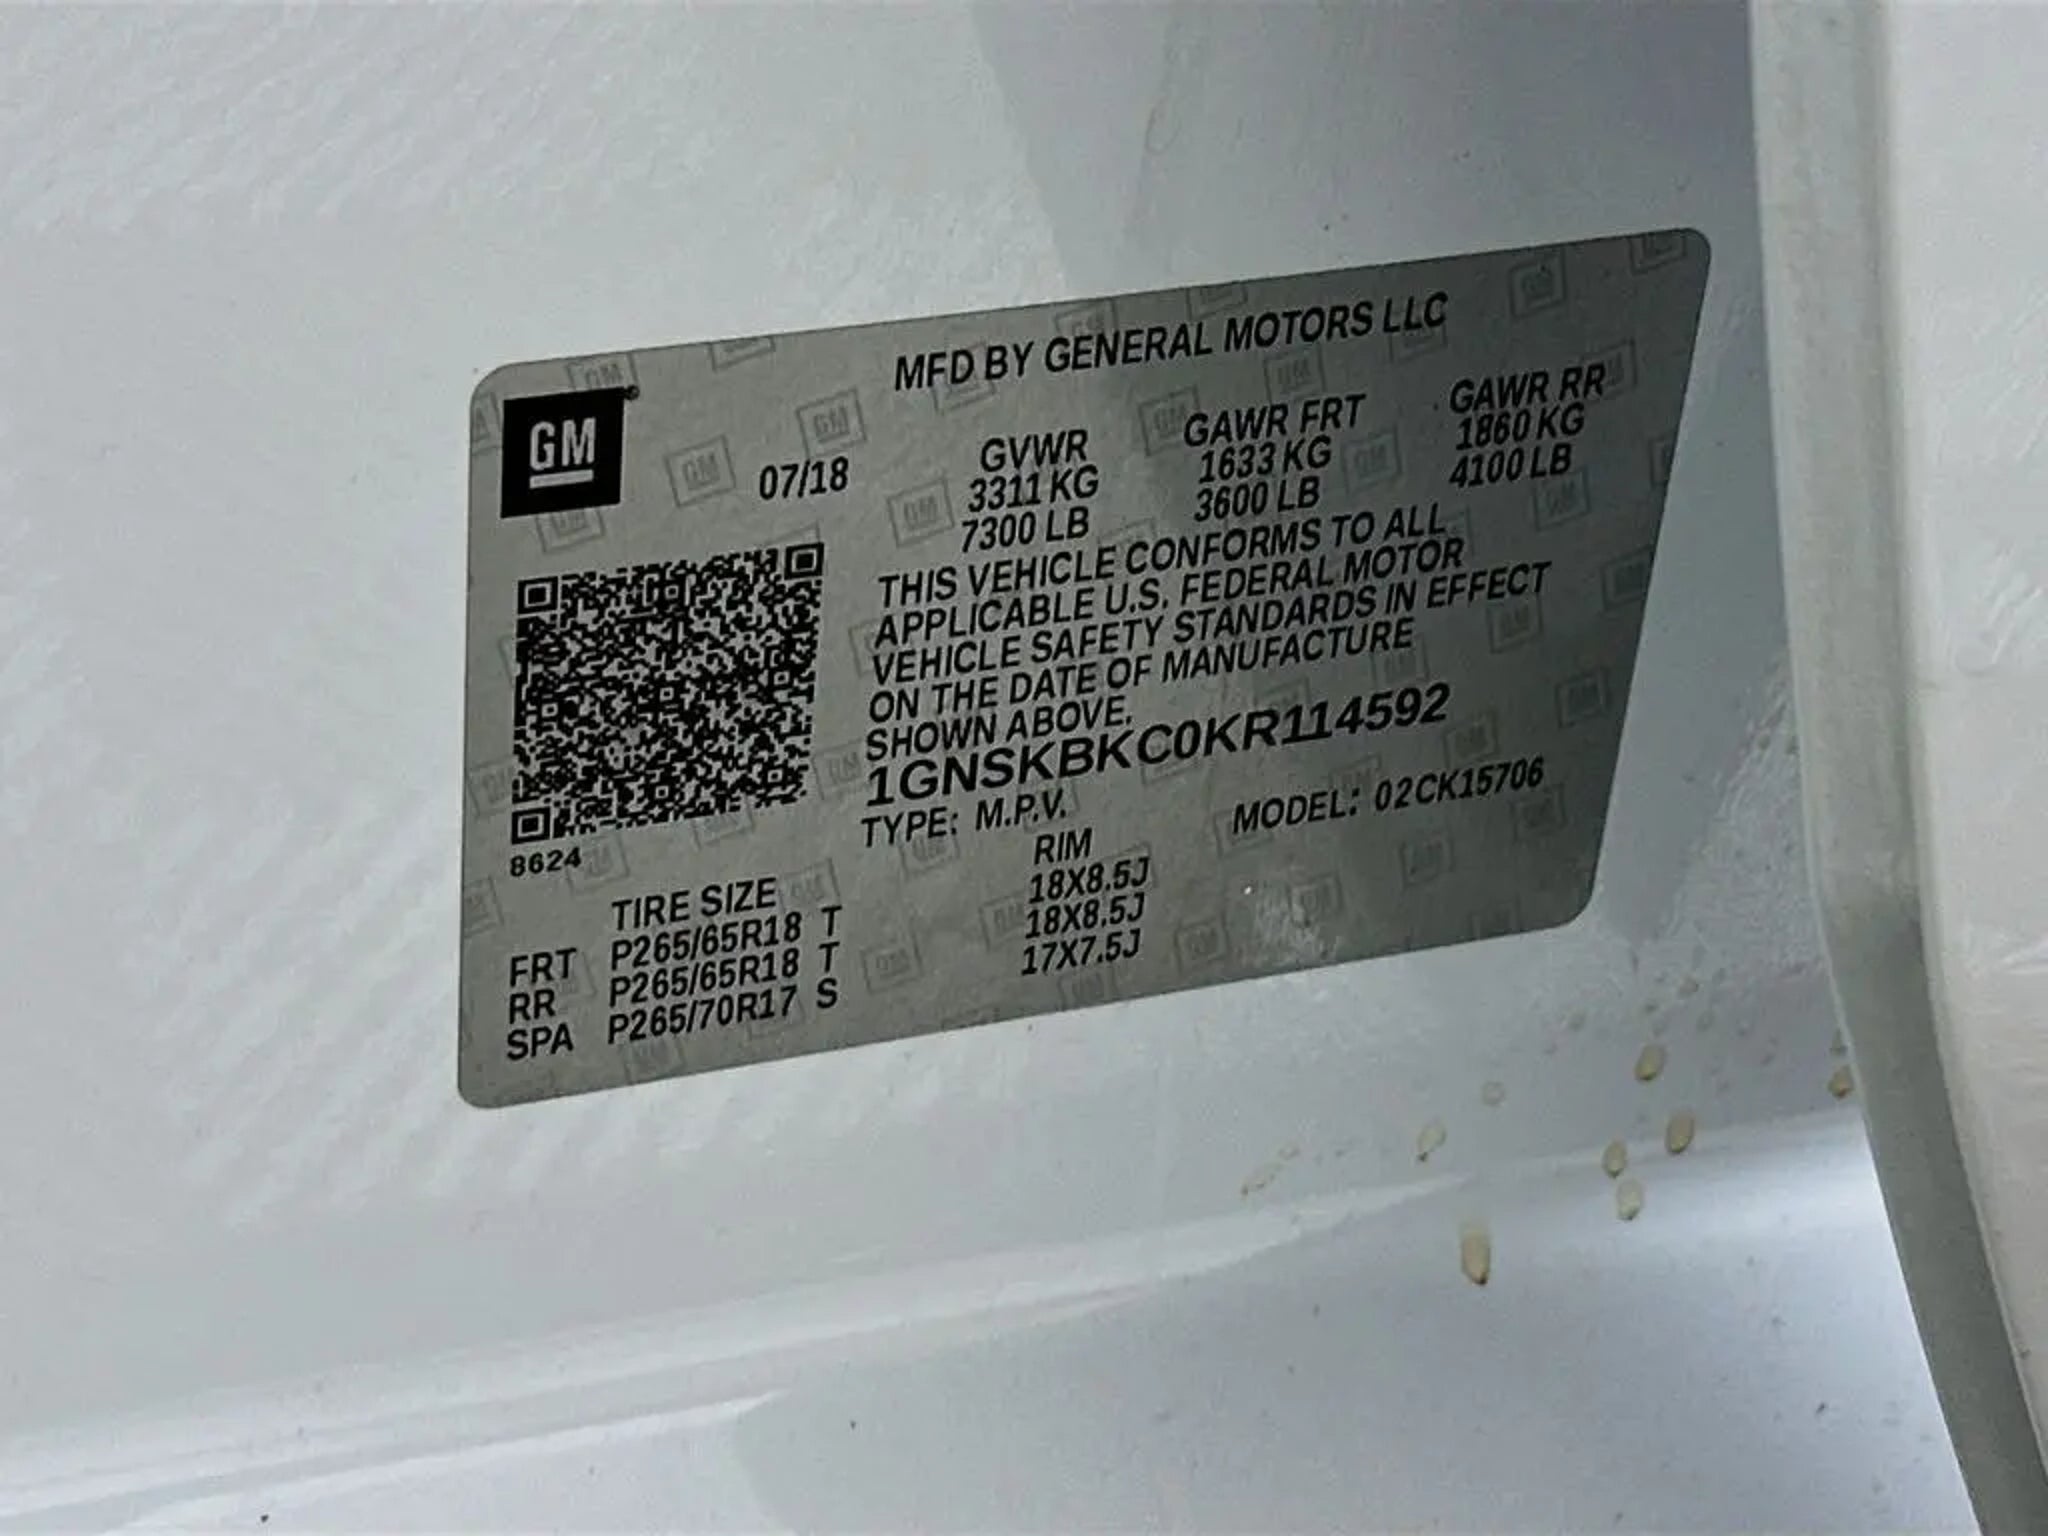 MFD BY GENERAL MOTORS LLC
GM
07/18
GVWR GAWR FRT GAWR RR
3311 KG 1633 KG 1860 KG
7300 LB 3600 LB 4100 LB
THIS VEHICLE CONFORMS TO ALL
APPLICABLE U.S. FEDERAL MOTOR
VEHICLE SAFETY STANDARDS IN EFFECT
ON THE DATE OF MANUFACTURE
SHOWN ABOVE.
1GNSKBKC0KR114592
TYPE: M.P.V. MODEL: 02CK15706
8624
TIRE SIZE RIM
FRT P265/65R18 T 18X8.5J
RR P265/65R18 T 18X8.5J
SPA P265/70R17 S 17X7.5J